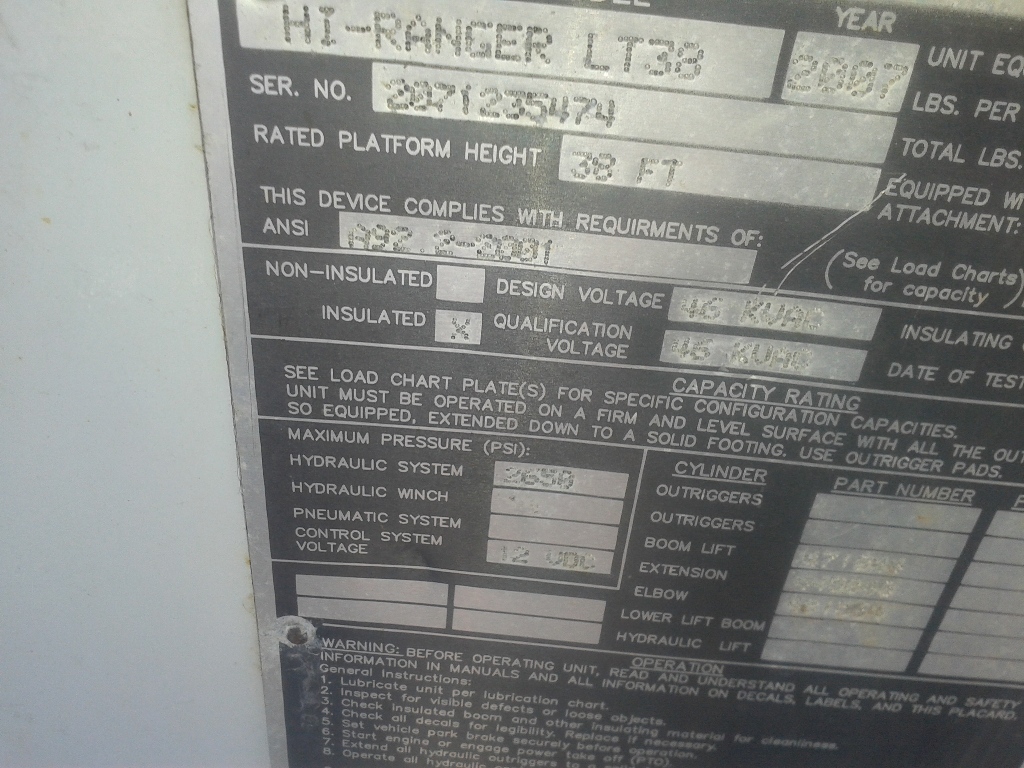 YEAR
HI-RANGER LT38 2007 UNIT EQ
SER. NO. 2071235474 LBS. PER
RATED PLATFORM HEIGHT 38 FT TOTAL LBS.
EQUIPPED WI
ATTACHMENT:
THIS DEVICE COMPLIES WITH REQUIRMENTS OF:
ANSI A92.2-2001
(See Load Charts
for capacity)
NON-INSULATED DESIGN VOLTAGE 46 KVAC
INSULATED X QUALIFICATION VOLTAGE 46 KVAC
INSULATING
DATE OF TEST
CAPACITY RATING
SEE LOAD CHART PLATE(S) FOR SPECIFIC CONFIGURATION CAPACITIES.
UNIT MUST BE OPERATED ON A FIRM AND LEVEL SURFACE WITH ALL THE OUT
SO EQUIPPED, EXTENDED DOWN TO A SOLID FOOTING. USE OUTRIGGER PADS.
MAXIMUM PRESSURE (PSI):
HYDRAULIC SYSTEM
HYDRAULIC WINCH
PNEUMATIC SYSTEM
CONTROL SYSTEM
VOLTAGE 12 VDC
CYLINDER PART NUMBER
OUTRIGGERS
OUTRIGGERS
BOOM LIFT
EXTENSION
ELBOW
LOWER LIFT BOOM
HYDRAULIC LIFT
OPERATION
WARNING: BEFORE OPERATING UNIT, READ AND UNDERSTAND ALL OPERATING AND SAFETY
INFORMATION IN MANUALS AND ALL INFORMATION ON DECALS, LABELS, AND THIS PLACARD.
General Instructions:
1. Lubricate unit per lubrication chart.
2. Inspect for visible defects or loose objects.
3. Check insulated boom and other insulating material for cleanliness.
4. Check all decals for legibility. Replace if necessary.
5. Set vehicle park brake securely before operation.
6. Start engine or engage power take off (PTO)
7. Extend all hydraulic outriggers to a
8. Operate all hydraulic